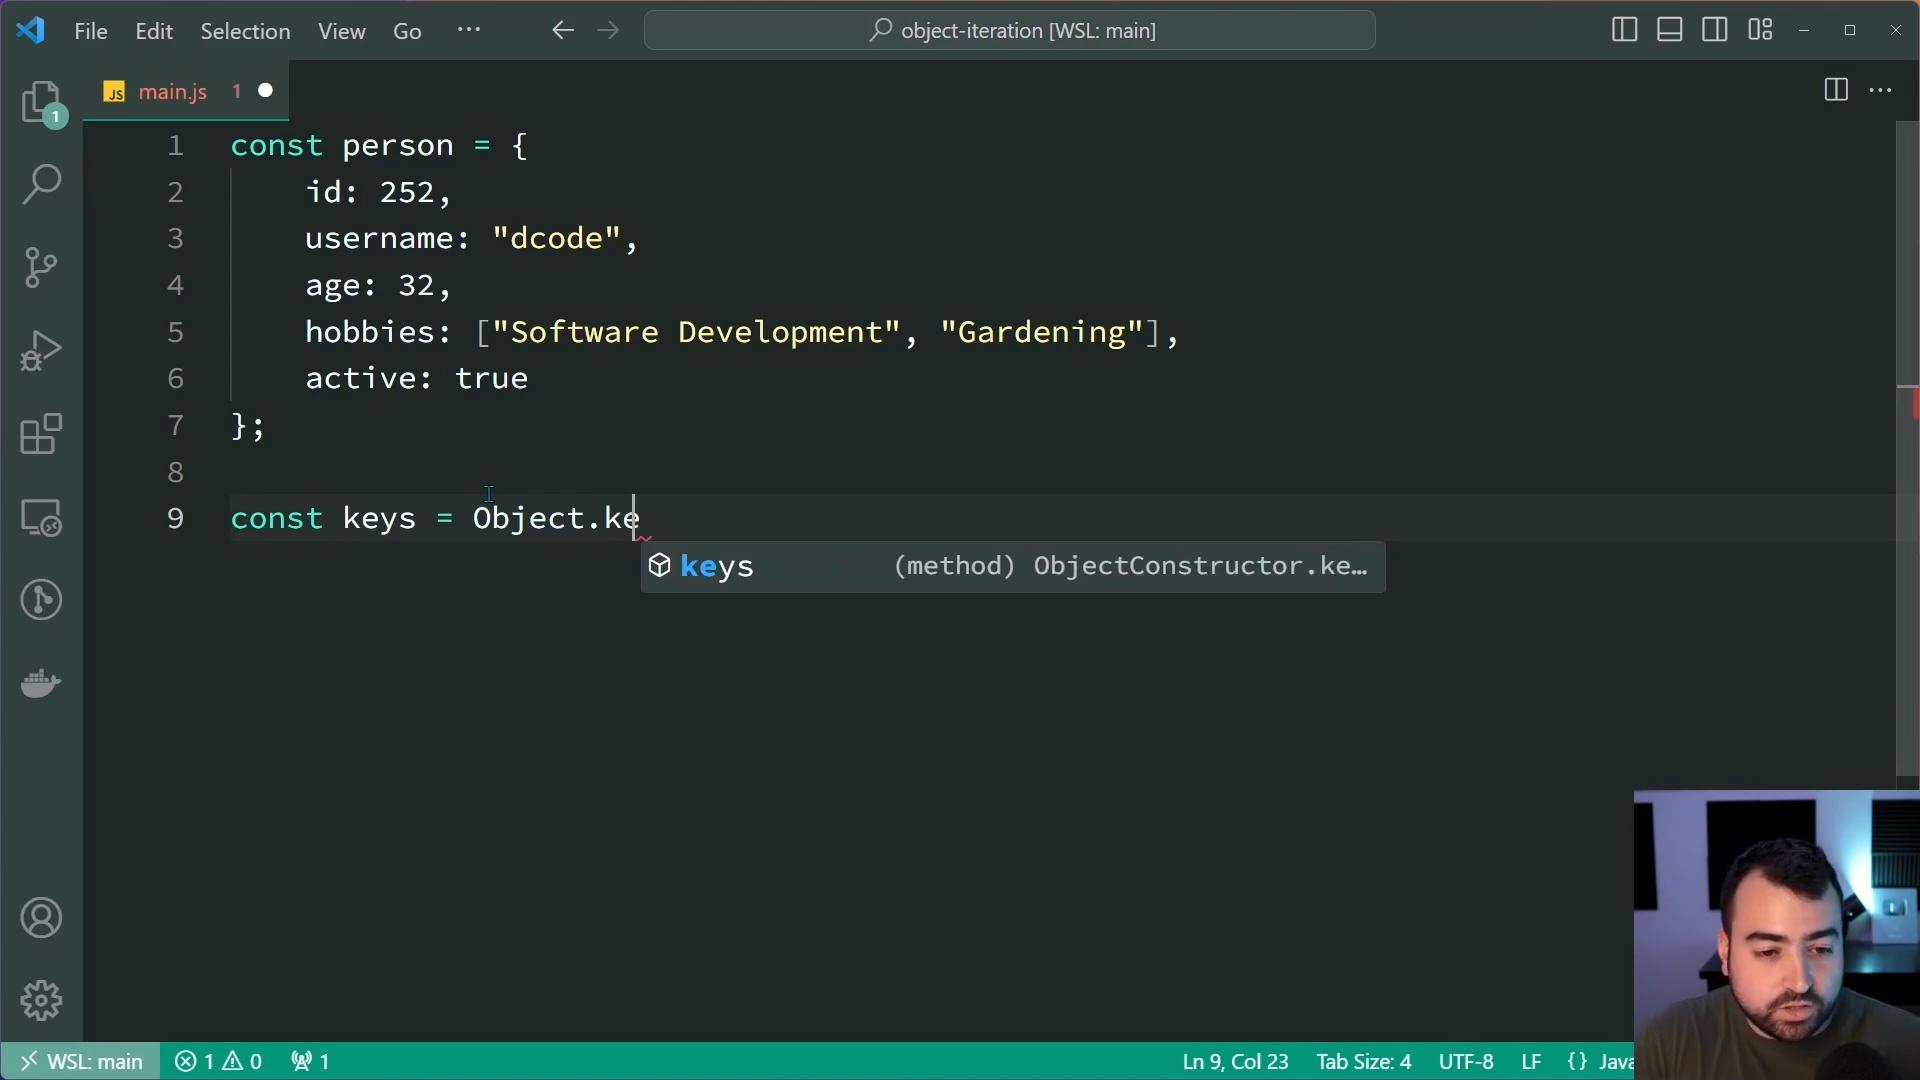 File Edit Selection View Go ···
object-iteration [WSL: main]
JS main.js 1
1
1 const person = {
2 id: 252,
3 username: "dcode",
4 age: 32,
5 hobbies: ["Software Development", "Gardening"],
6 active: true
7 };
8
9 const keys = Object.ke
keys (method) ObjectConstructor.ke…
WSL: main 1 0 1 Ln 9, Col 23 Tab Size: 4 UTF-8 LF {} Java